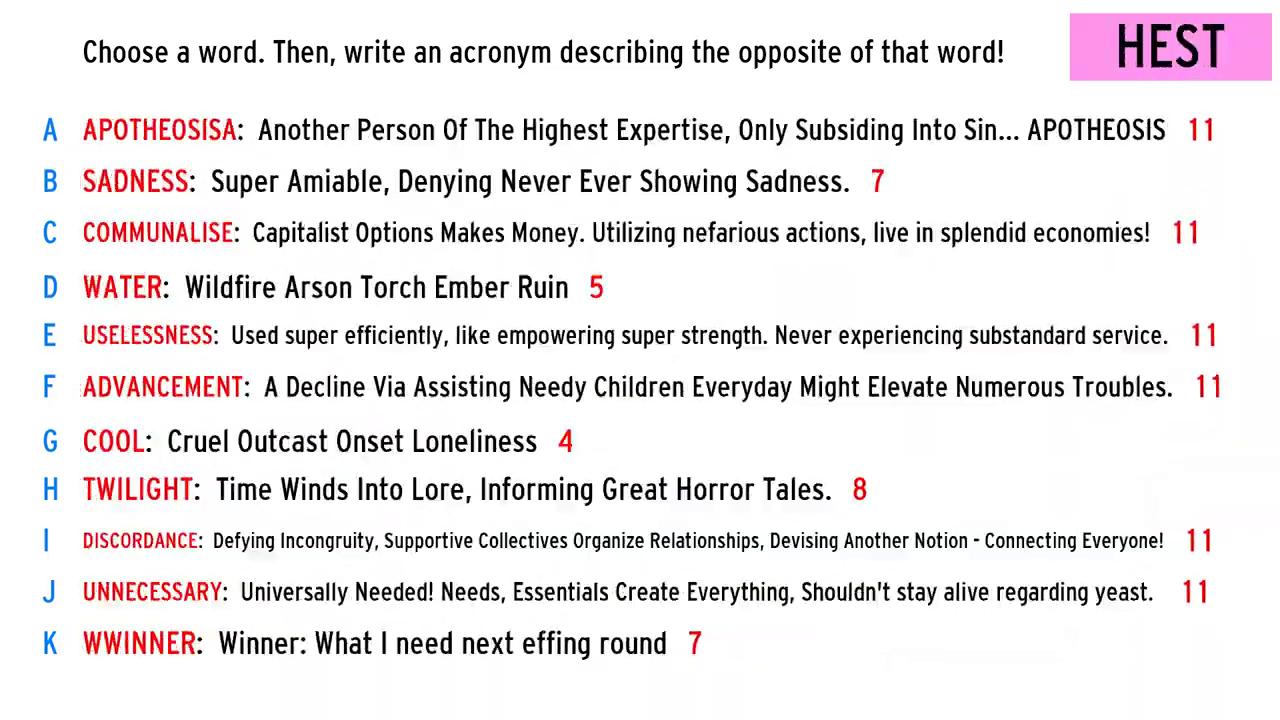 Choose a word. Then, write an acronym describing the opposite of that word!
HEST
A APOTHEOSISA: Another Person Of The Highest Expertise, Only Subsiding Into Sin... APOTHEOSIS 11
B SADNESS: Super Amiable, Denying Never Ever Showing Sadness. 7
C COMMUNALISE: Capitalist Options Makes Money. Utilizing nefarious actions, live in splendid economies! 11
D WATER: Wildfire Arson Torch Ember Ruin 5
E USELESSNESS: Used super efficiently, like empowering super strength. Never experiencing substandard service. 11
F ADVANCEMENT: A Decline Via Assisting Needy Children Everyday Might Elevate Numerous Troubles. 11
G COOL: Cruel Outcast Onset Loneliness 4
H TWILIGHT: Time Winds Into Lore, Informing Great Horror Tales. 8
I DISCORDANCE: Defying Incongruity, Supportive Collectives Organize Relationships, Devising Another Notion - Connecting Everyone! 11
J UNNECESSARY: Universally Needed! Needs, Essentials Create Everything, Shouldn't stay alive regarding yeast. 11
K WWINNER: Winner: What I need next effing round 7